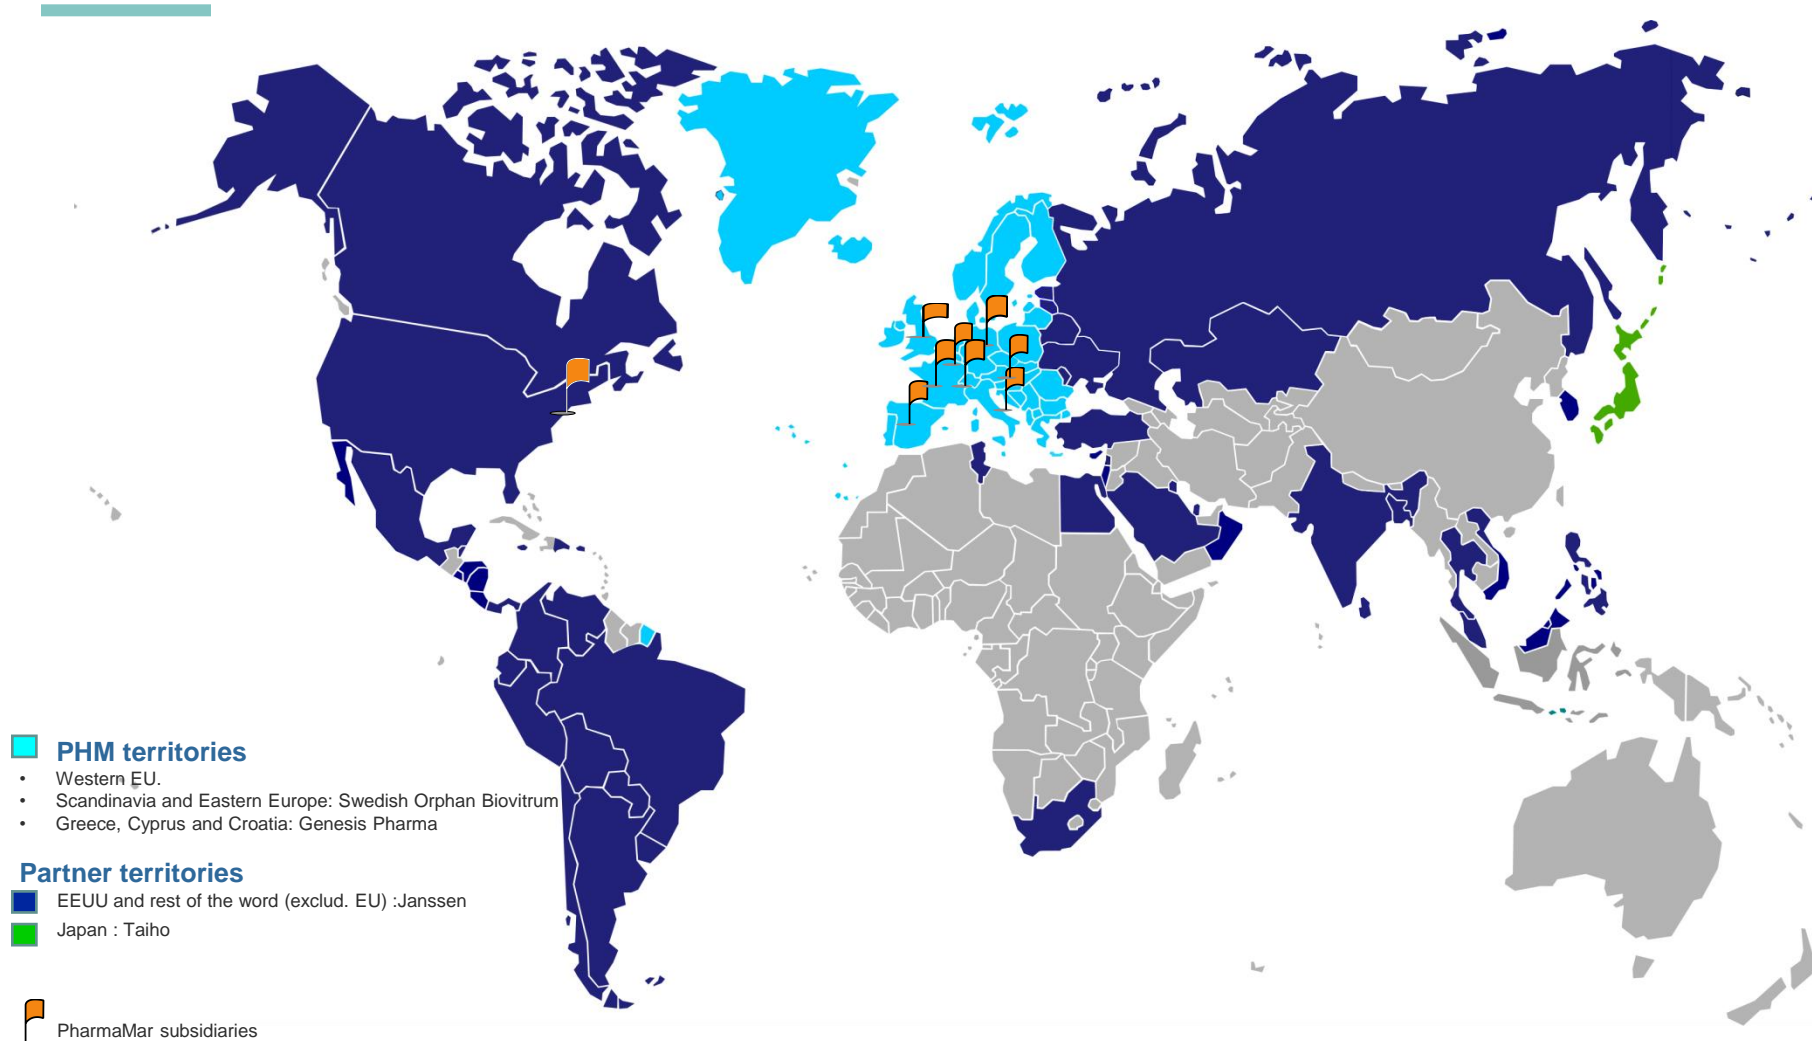 PHM territories
• Western EU.
• Scandinavia and Eastern Europe: Swedish Orphan Biovitrum
• Greece, Cyprus and Croatia: Genesis Pharma
Partner territories
EEUU and rest of the word (exclud. EU) :Janssen
Japan : Taiho
PharmaMar subsidiaries